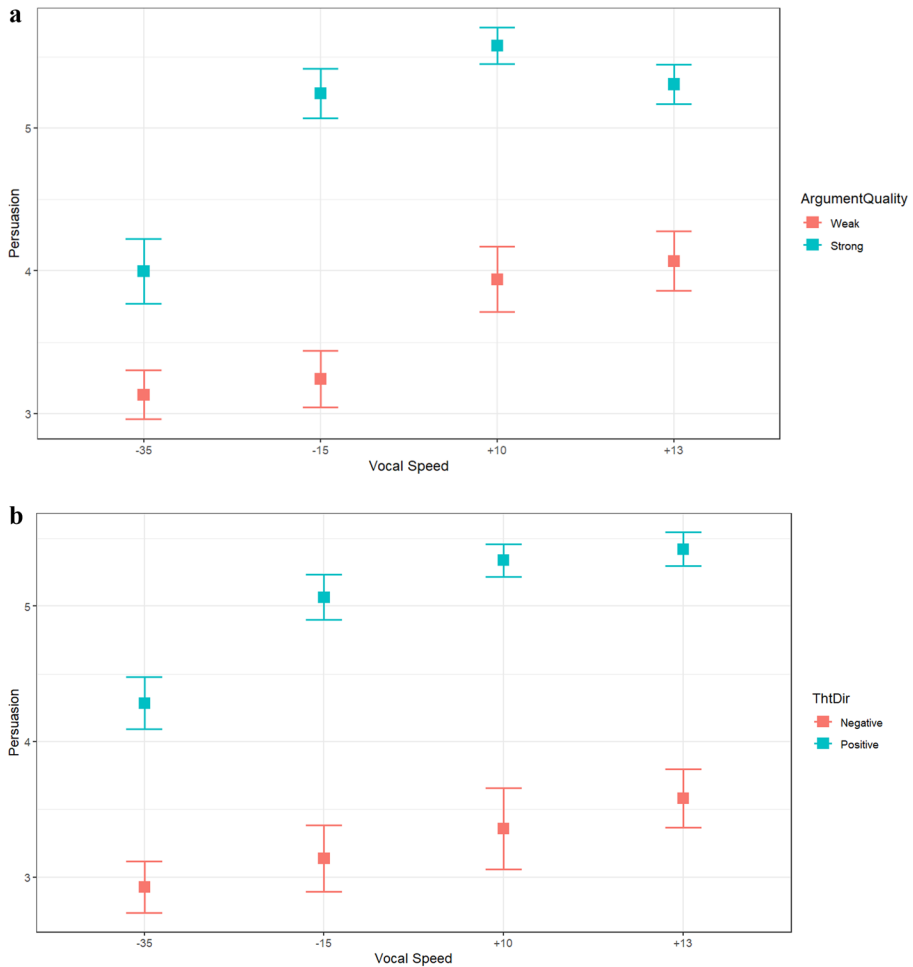 a
5
4
3
Persuasion
-35 -15 +10 +13
Vocal Speed
ArgumentQuality
Weak
Strong
b
5
4
3
Persuasion
-35 -15 +10 +13
Vocal Speed
ThtDir
Negative
Positive